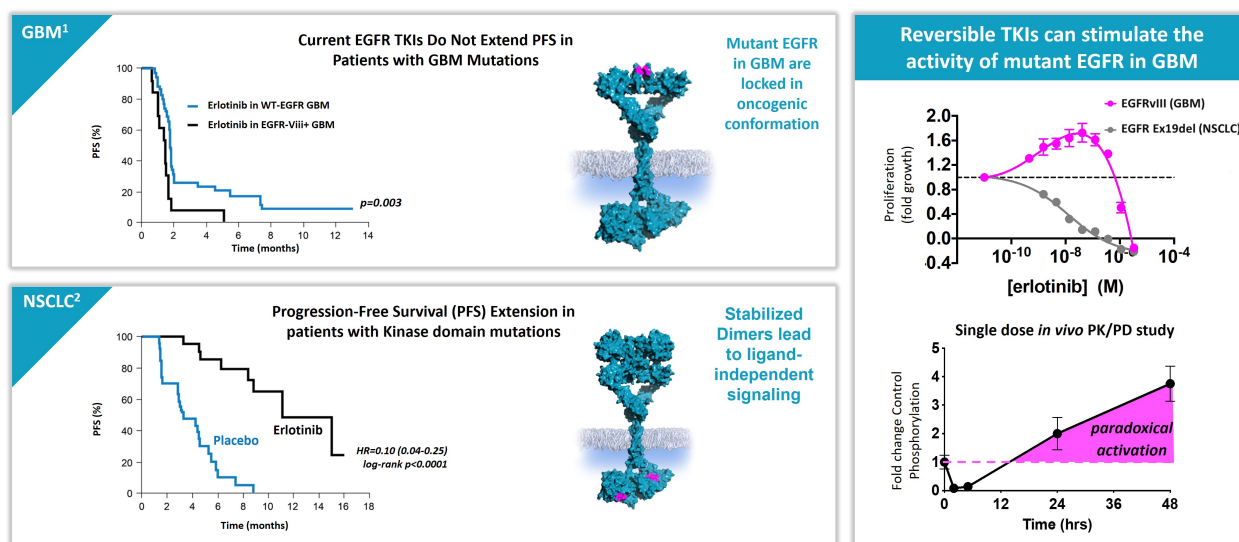 GBM1
Current EGFR TKIs Do Not Extend PFS in
Patients with GBM Mutations
PFS (%)
100
80
60
40
20
0
Erlotinib in WT-EGFR GBM
Erlotinib in EGFR-Viii+ GBM
p=0.003
0 2 4 6 8 10 12 14
Time (months)
Mutant EGFR
in GBM are
locked in
oncogenic
conformation
NSCLC2
Progression-Free Survival (PFS) Extension in
patients with Kinase domain mutations
PFS (%)
100
80
60
40
20
0
Placebo
Erlotinib
HR=0.10 (0.04-0.25)
log-rank p<0.0001
0 2 4 6 8 10 12 14 16 18
Time (months)
Stabilized
Dimers lead
to ligand-
independent
signaling
Reversible TKIs can stimulate the
activity of mutant EGFR in GBM
EGFRvIII (GBM)
EGFR Ex19del (NSCLC)
Proliferation
(fold growth)
2.0
1.6
1.2
0.8
0.4
0.0
0.4
10-10 10-8 10-6 10-4
[erlotinib] (M)
Single dose in vivo PK/PD study
Fold change Control
Phosphorylation
5
4
3
2
1
0
paradoxical
activation
0 12 24 36 48
Time (hrs)